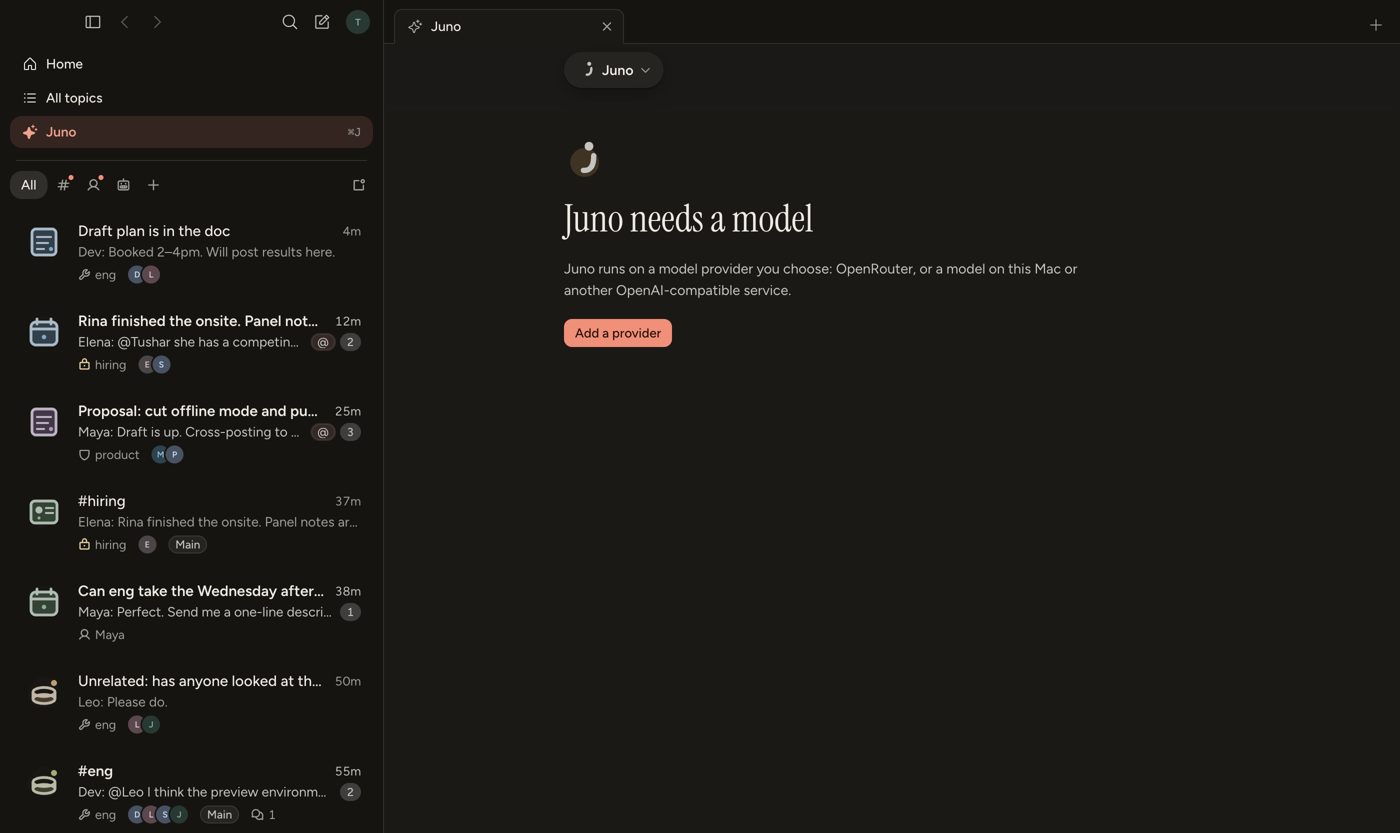 T
Juno
Home
All topics
Juno ⌘J
All
Draft plan is in the doc 4m
Dev: Booked 2–4pm. Will post results here.
eng D L
Rina finished the onsite. Panel not... 12m
Elena: @Tushar she has a competin... @ 2
hiring E S
Proposal: cut offline mode and pu... 25m
Maya: Draft is up. Cross-posting to ... @ 3
product M P
#hiring 37m
Elena: Rina finished the onsite. Panel notes ar...
hiring E Main
Can eng take the Wednesday after... 38m
Maya: Perfect. Send me a one-line descri... 1
Maya
Unrelated: has anyone looked at th... 50m
Leo: Please do.
eng L J
#eng 55m
Dev: @Leo I think the preview environm... 2
eng D L S J Main 1
Juno
Juno needs a model
Juno runs on a model provider you choose: OpenRouter, or a model on this Mac or
another OpenAI-compatible service.
Add a provider